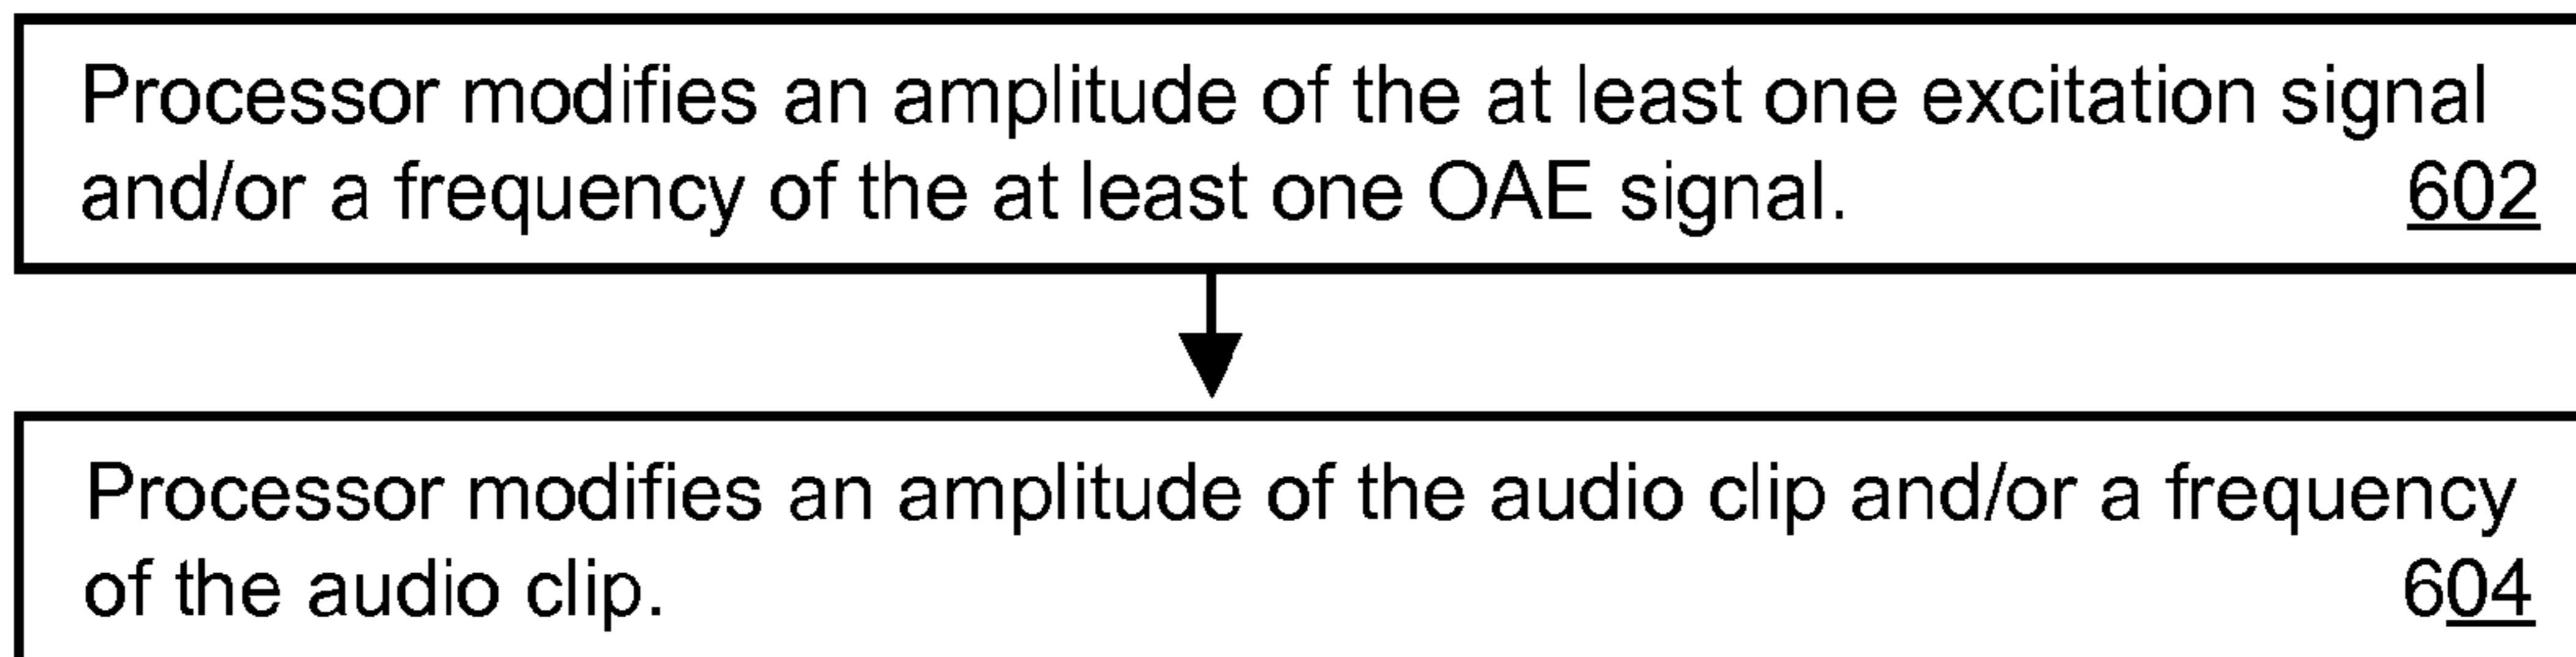 Processor modifies an amplitude of the at least one excitation signal
and/or a frequency of the at least one OAE signal. 602
Processor modifies an amplitude of the audio clip and/or a frequency
of the audio clip. 604